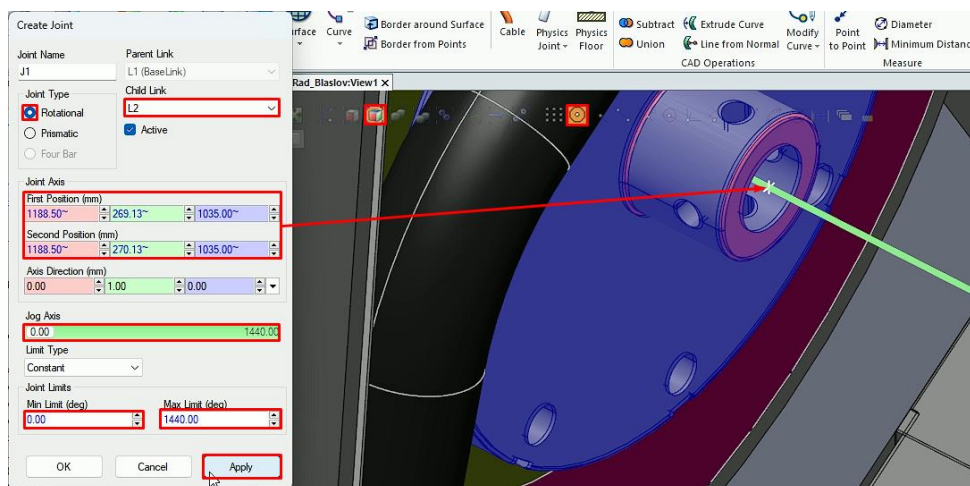 Create Joint
Joint Name
Parent Link
J1
L1 (BaseLink)
Joint Type
Child Link
Rotational
L2
Prismatic
Active
Four Bar
Joint Axis
First Position (mm)
1188.50~ 269.13~ 1035.00~
Second Position (mm)
1188.50~ 270.13~ 1035.00~
Axis Direction (mm)
0.00 1.00 0.00
Jog Axis
0.00 1440.00
Limit Type
Constant
Joint Limits
Min Limit (deg)
Max Limit (deg)
0.00
1440.00
OK
Cancel
Apply
rface
Curve
Border around Surface
Border from Points
Cable
Physics Joint
Physics Floor
Subtract
Extrude Curve
Union
Line from Normal
Modify Curve
CAD Operations
Point to Point
Diameter
Minimum Distanc
Measure
Rad_Blaslov:View1 X